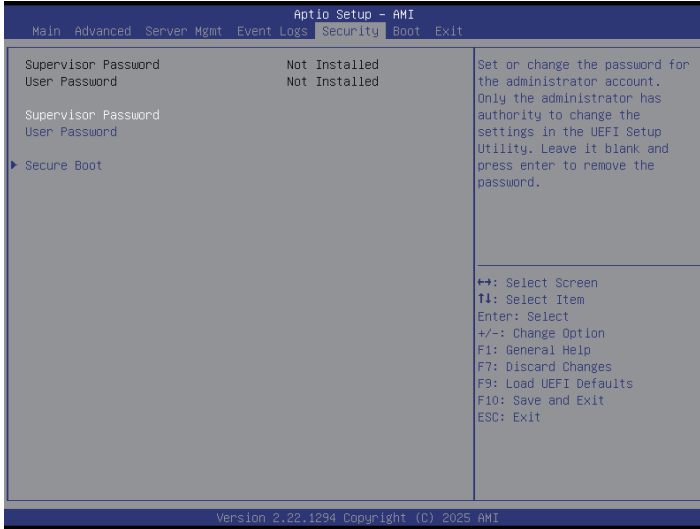 Aptio Setup – AMI
Main Advanced Server Mgmt Event Logs Security Boot Exit
Supervisor Password Not Installed
User Password Not Installed
Supervisor Password
User Password
Secure Boot
Set or change the password for
the administrator account.
Only the administrator has
authority to change the
settings in the UEFI Setup
Utility. Leave it blank and
press enter to remove the
password.
↔: Select Screen
↑↓: Select Item
Enter: Select
+/-: Change Option
F1: General Help
F7: Discard Changes
F9: Load UEFI Defaults
F10: Save and Exit
ESC: Exit
Version 2.22.1294 Copyright (C) 2025 AMI